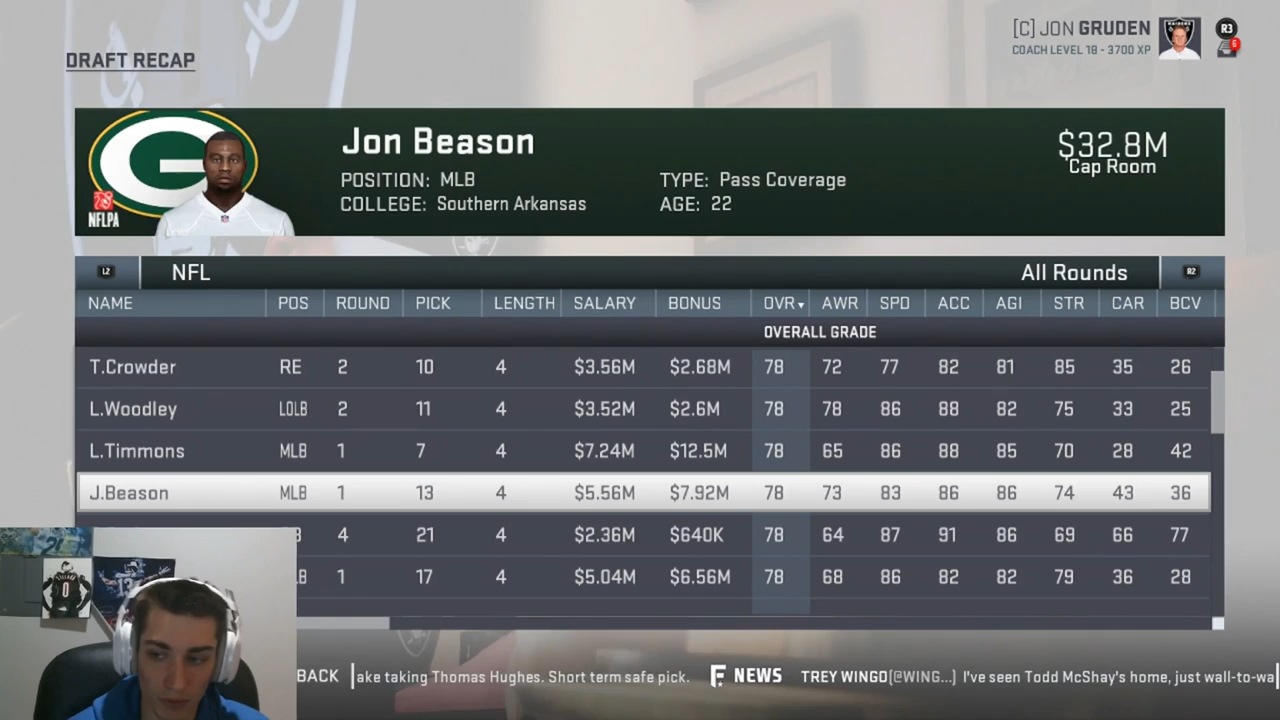 DRAFT RECAP
[C] JON GRUDEN
COACH LEVEL 18 - 3700 XP
R3
6
RAIDERS
NFLPA
Jon Beason
POSITION: MLB
COLLEGE: Southern Arkansas
TYPE: Pass Coverage
AGE: 22
$32.8M
Cap Room
L2 NFL All Rounds R2
NAME POS ROUND PICK LENGTH SALARY BONUS OVR AWR SPD ACC AGI STR CAR BCV
OVERALL GRADE
T.Crowder RE 2 10 4 $3.56M $2.68M 78 72 77 82 81 85 35 26
L.Woodley LOLB 2 11 4 $3.52M $2.6M 78 78 86 88 82 75 33 25
L.Timmons MLB 1 7 4 $7.24M $12.5M 78 65 86 88 85 70 28 42
J.Beason MLB 1 13 4 $5.56M $7.92M 78 73 83 86 86 74 43 36
4 21 4 $2.36M $640K 78 64 87 91 86 69 66 77
1 17 4 $5.04M $6.56M 78 68 86 82 82 79 36 28
BACK
ake taking Thomas Hughes. Short term safe pick. NEWS TREY WINGO[@WING...] I've seen Todd McShay's home, just wall-to-wa